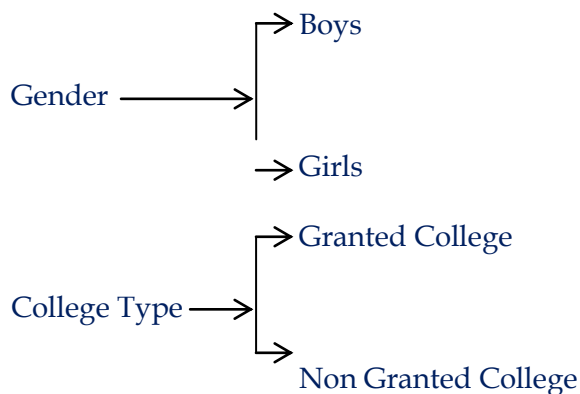 Boys
Gender
Girls
Granted College
College Type
Non Granted College